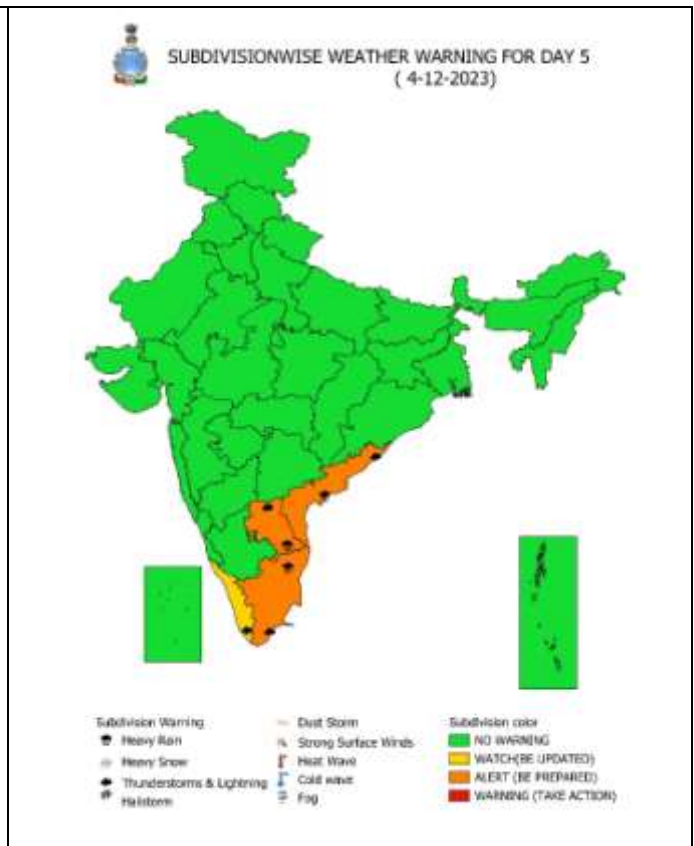 SUBDIVISIONWISE WEATHER WARNING FOR DAY 5
( 4-12-2023)
Subdivision Warning
Heavy Rain
Heavy Snow
Thunderstorms & Lightning
Hailstorm
Dust Storm
Strong Surface Winds
Heat Wave
Cold wave
Fog
Subdivision color
NO WARNING
WATCH(BE UPDATED)
ALERT (BE PREPARED)
WARNING (TAKE ACTION)